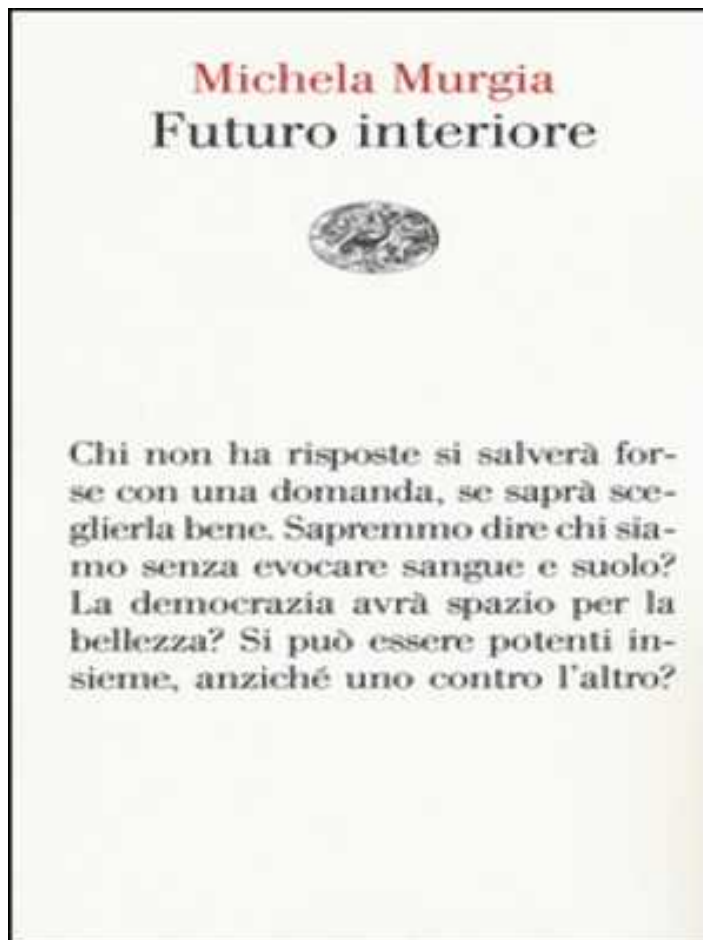 Michela Murgia
Futuro interiore
Chi non ha risposte si salverà for-
se con una domanda, se saprà sce-
glierla bene. Sapremmo dire chi sia-
mo senza evocare sangue e suolo?
La democrazia avrà spazio per la
bellezza? Si può essere potenti in-
sieme, anziché uno contro l'altro?